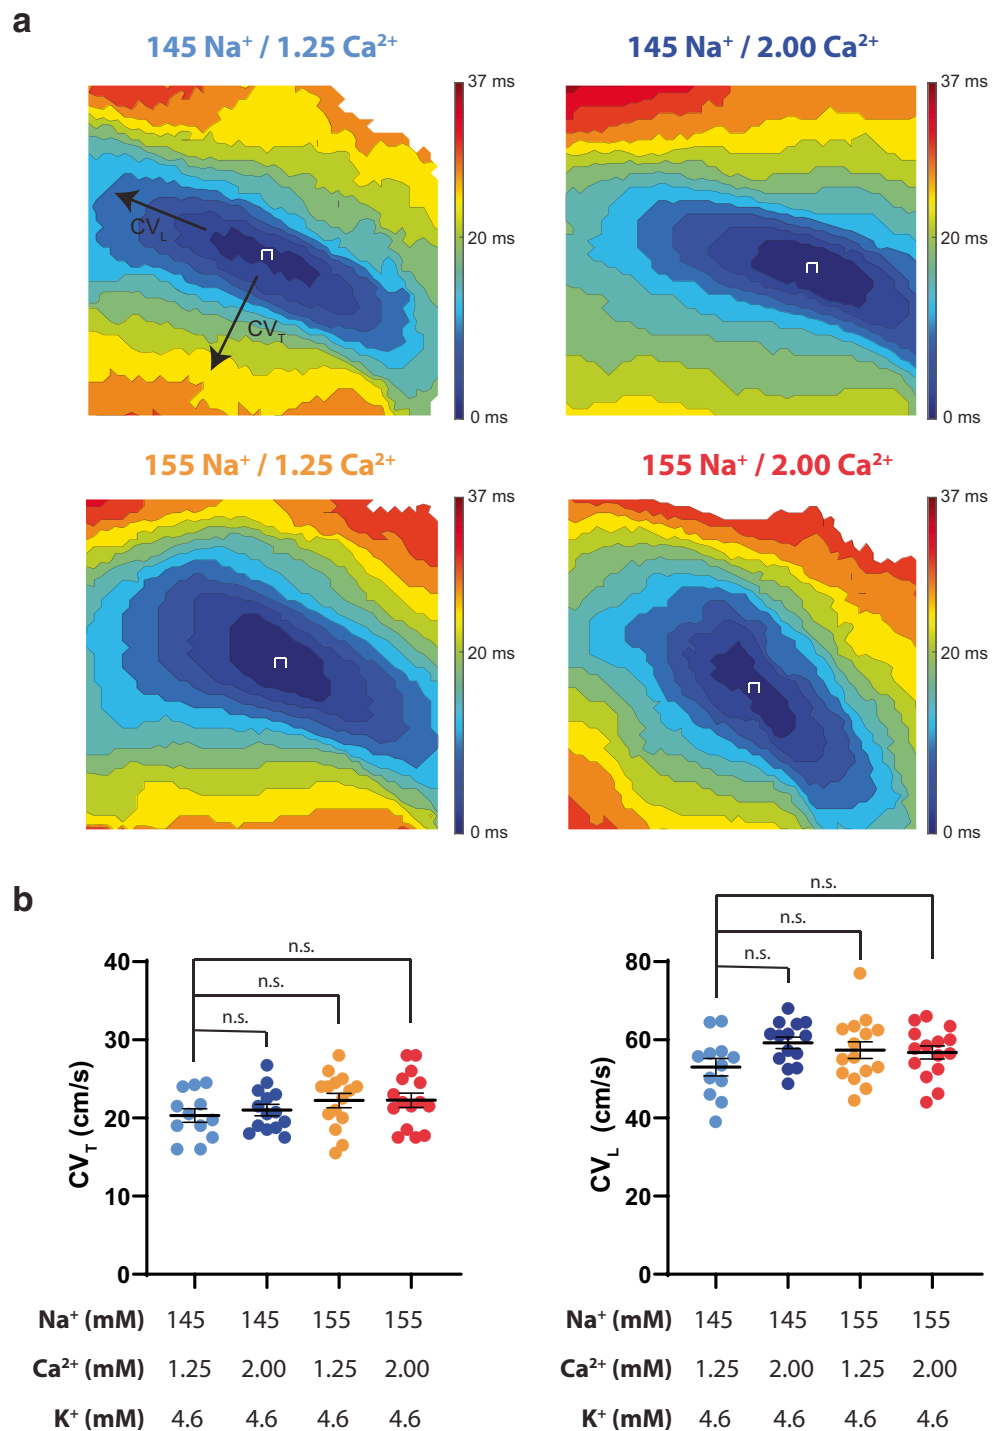 a
145 Na⁺ / 1.25 Ca²⁺
145 Na⁺ / 2.00 Ca²⁺
37 ms
20 ms
0 ms
CV_L
CV_T
37 ms
20 ms
0 ms
155 Na⁺ / 1.25 Ca²⁺
155 Na⁺ / 2.00 Ca²⁺
37 ms
20 ms
0 ms
37 ms
20 ms
0 ms
b
CV_T (cm/s)
40
30
20
10
0
n.s.
n.s.
n.s.
Na⁺ (mM) 145 145 155 155
Ca²⁺ (mM) 1.25 2.00 1.25 2.00
K⁺ (mM) 4.6 4.6 4.6 4.6
CV_L (cm/s)
80
60
40
20
0
n.s.
n.s.
n.s.
Na⁺ (mM) 145 145 155 155
Ca²⁺ (mM) 1.25 2.00 1.25 2.00
K⁺ (mM) 4.6 4.6 4.6 4.6